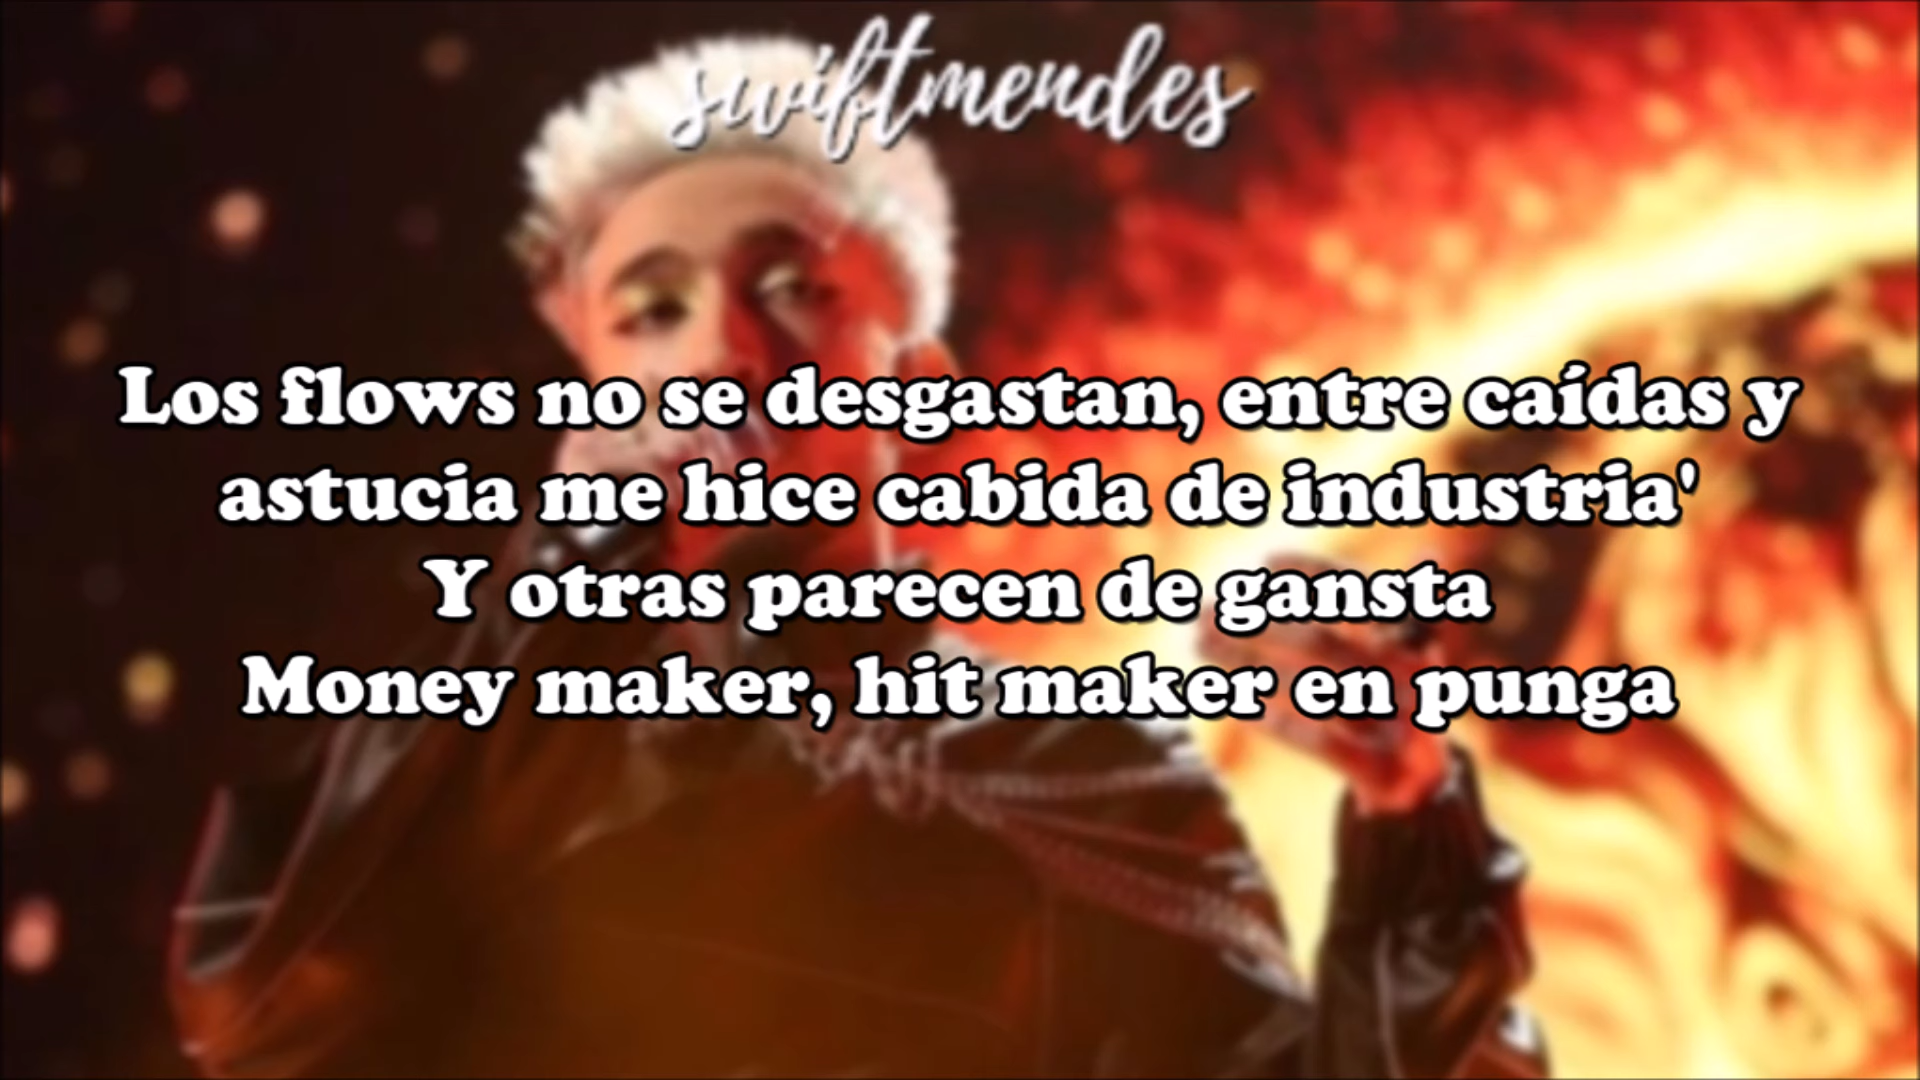 swiftmendes
Los flows no se desgastan, entre caídas y
astucia me hice cabida de industria'
Y otras parecen de gansta
Money maker, hit maker en punga